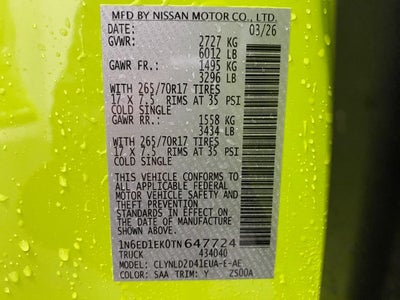 MFD BY NISSAN MOTOR CO., LTD.
DATE: 03/26
GVWR: 2727 KG
6012 LB
GAWR FR.: 1495 KG
3296 LB
WITH 265/70R17 TIRES
17 X 7.5 RIMS AT 35 PSI
COLD SINGLE
GAWR RR.: 1558 KG
3434 LB
WITH 265/70R17 TIRES
17 X 7.5 RIMS AT 35 PSI
COLD SINGLE
THIS VEHICLE CONFORMS TO
ALL APPLICABLE FEDERAL
MOTOR VEHICLE SAFETY
AND THEFT PREVENTION
STANDARDS IN EFFECT ON THE
DATE OF MANUFACTURE SHOWN
ABOVE.
1N6ED1EK0TN647724
TRUCK 434040
MODEL: CLYNLD2D41EUA-E-AE
COLOR: SAA TRIM: Y ZS00A